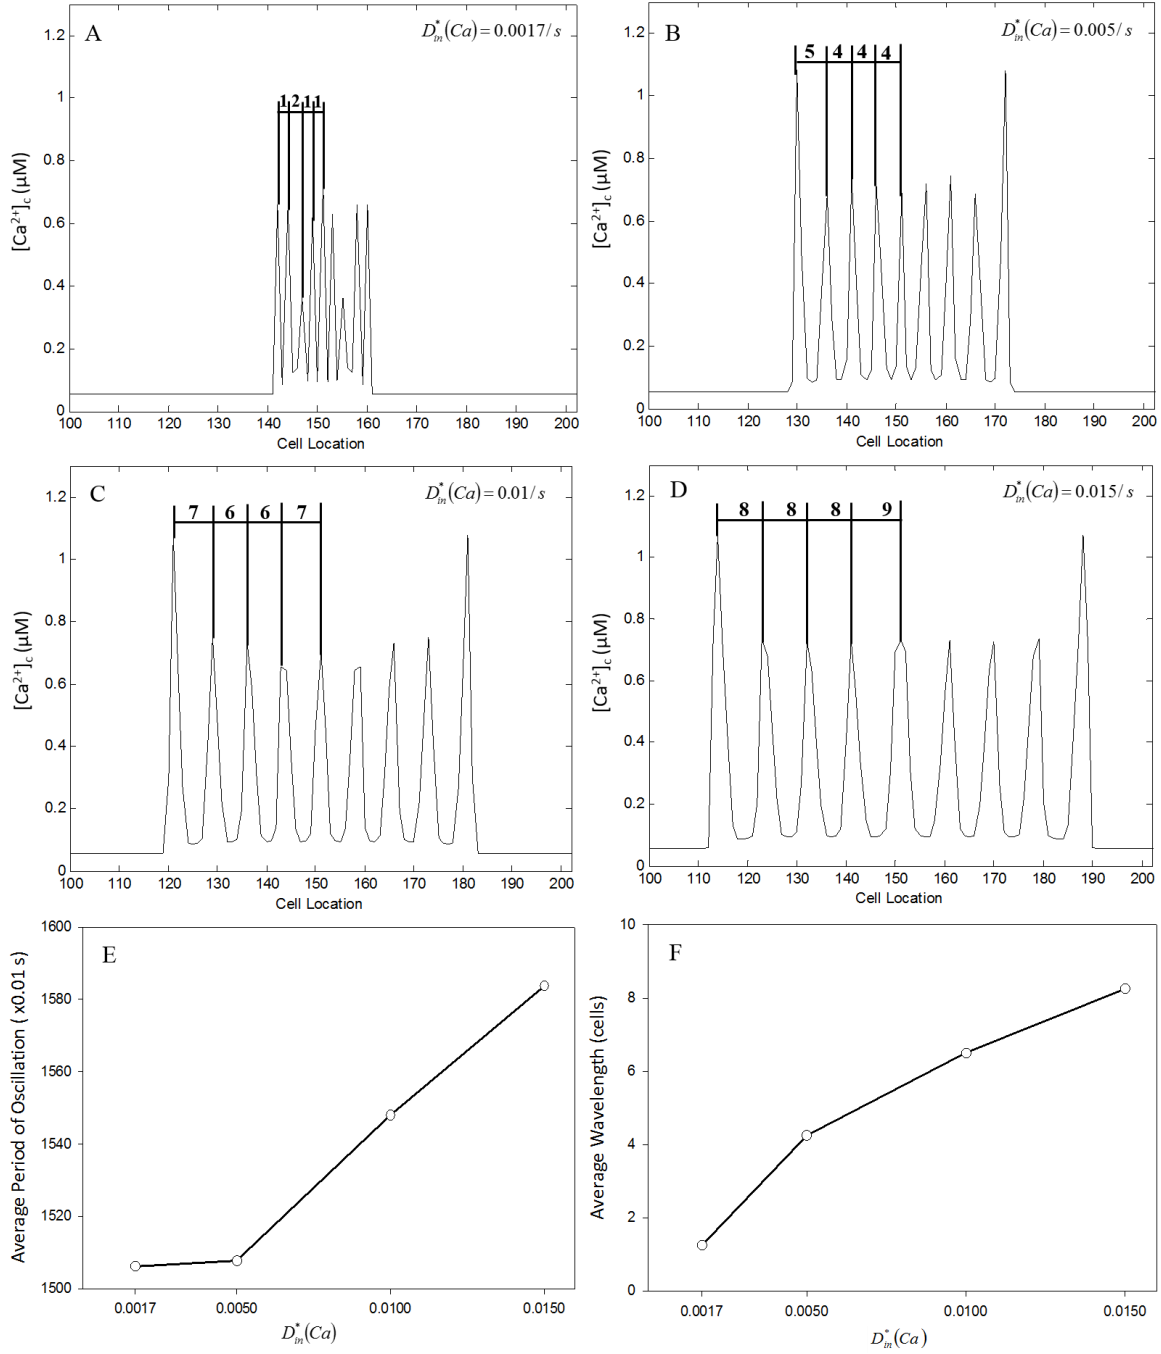 A
D*in(Ca) = 0.0017/s
1 2 1 1
[Ca2+]c (μM)
1.2
1
0.8
0.6
0.4
0.2
0
100 110 120 130 140 150 160 170 180 190 200
Cell Location
B
D*in(Ca) = 0.005/s
5 4 4 4
[Ca2+]c (μM)
1.2
1
0.8
0.6
0.4
0.2
0
100 110 120 130 140 150 160 170 180 190 200
Cell Location
C
D*in(Ca) = 0.01/s
7 6 6 7
[Ca2+]c (μM)
1.2
1
0.8
0.6
0.4
0.2
0
100 110 120 130 140 150 160 170 180 190 200
Cell Location
D
D*in(Ca) = 0.015/s
8 8 8 9
[Ca2+]c (μM)
1.2
1
0.8
0.6
0.4
0.2
0
100 110 120 130 140 150 160 170 180 190 200
Cell Location
E
Average Period of Oscillation ( x0.01 s)
1600
1580
1560
1540
1520
1500
0.0017 0.0050 0.0100 0.0150
D*in(Ca)
F
Average Wavelength (cells)
10
8
6
4
2
0
0.0017 0.0050 0.0100 0.0150
D*in(Ca)